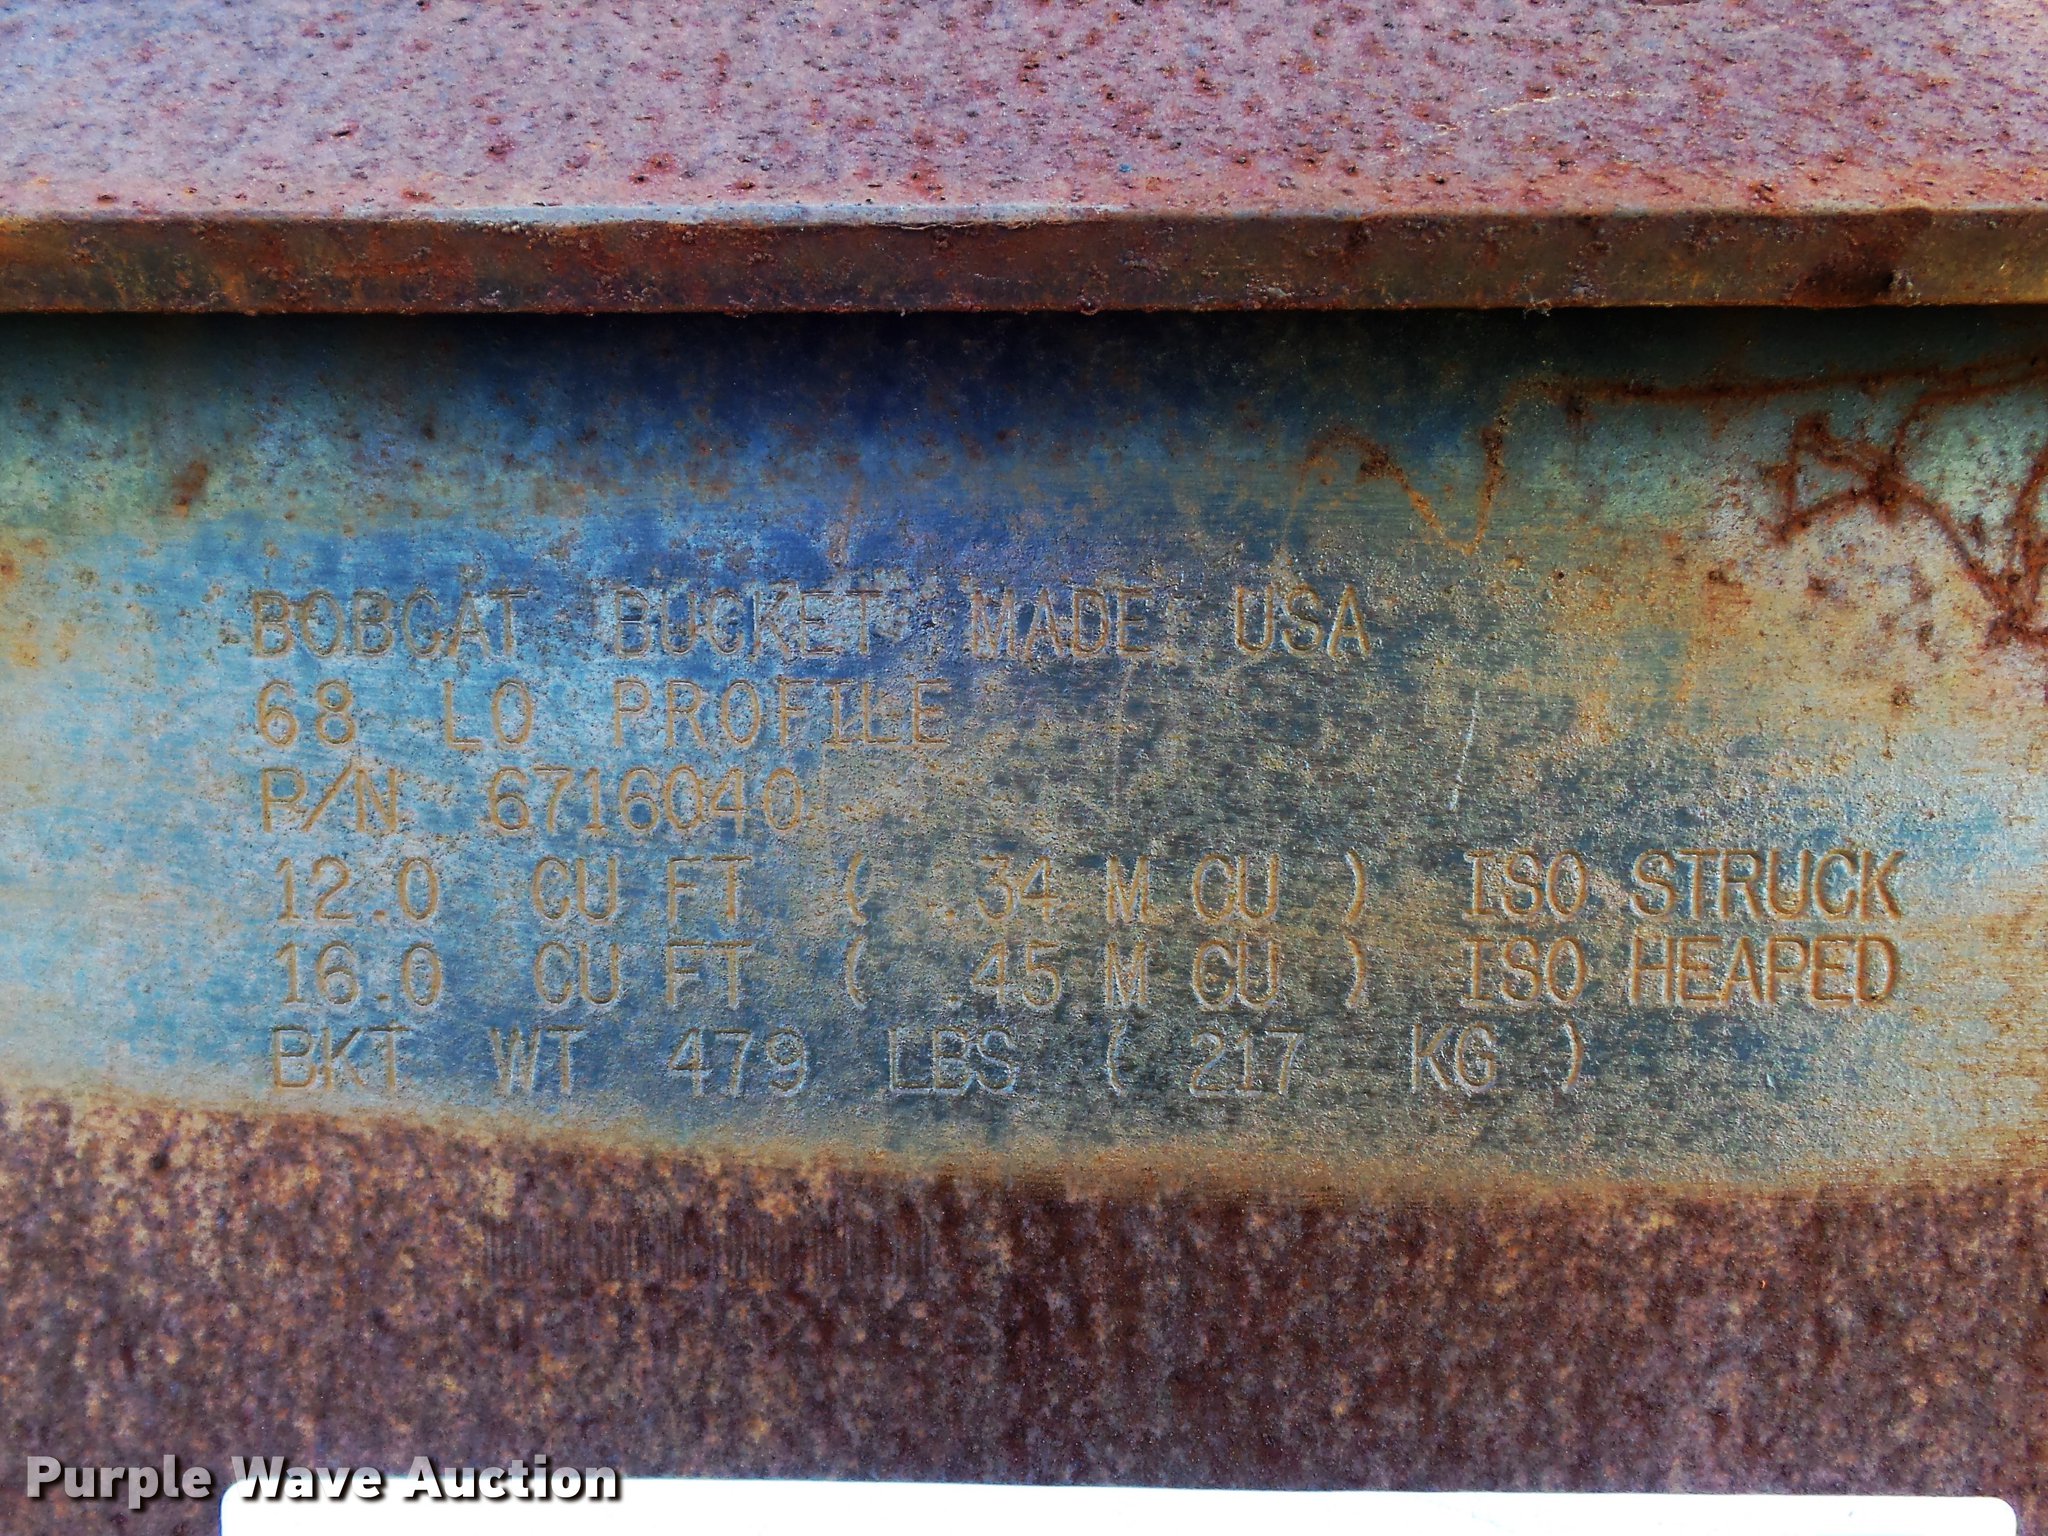 BOBCAT BUCKET MADE USA
68 LO PROFILE
P/N 6716040
12.0 CU FT ( .34 M CU ) ISO STRUCK
16.0 CU FT ( .45 M CU ) ISO HEAPED
BKT WT 479 LBS ( 217 KG )
Purple Wave Auction